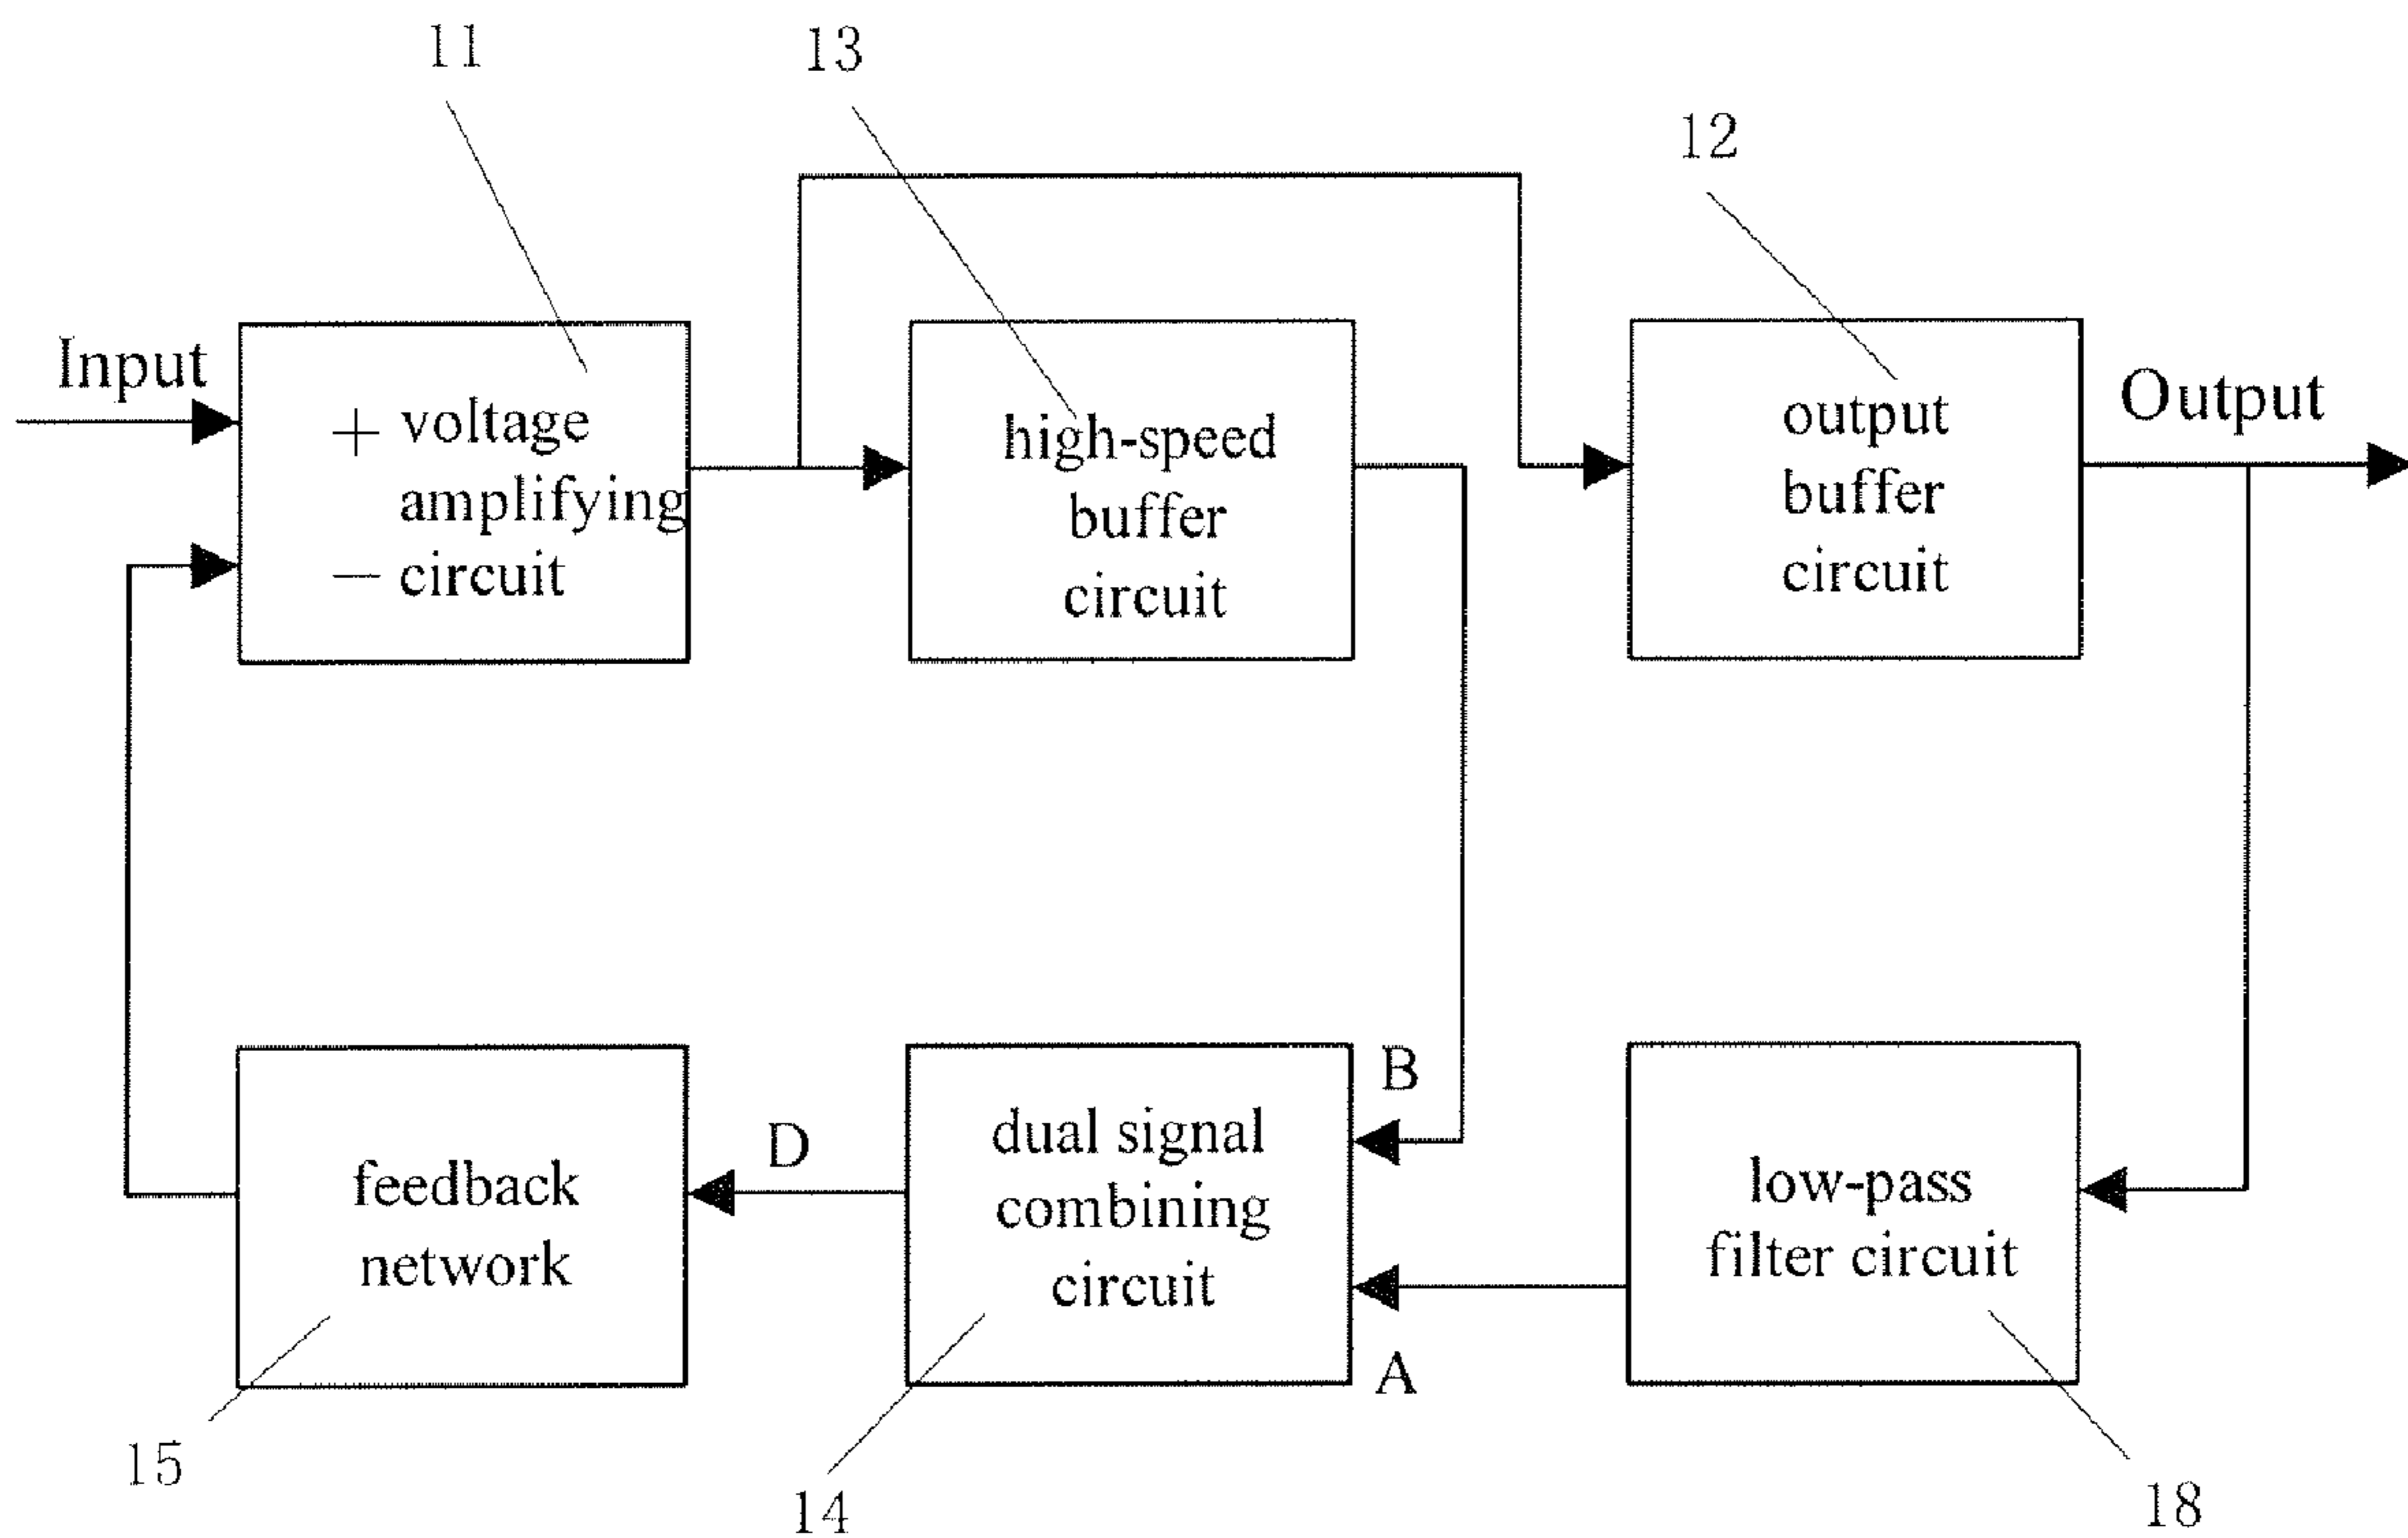 11
13
12
Input
Output
+ voltage
amplifying
− circuit
high-speed
buffer
circuit
output
buffer
circuit
B
D
A
feedback
network
dual signal
combining
circuit
low-pass
filter circuit
15
14
18